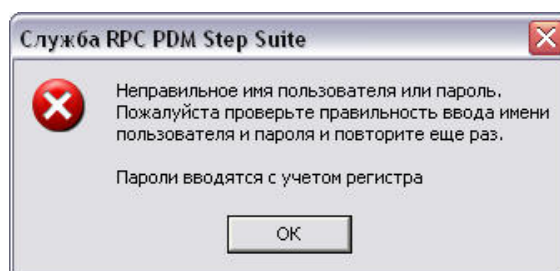 Служба RPC PDM Step Suite
Неправильное имя пользователя или пароль.
Пожалуйста проверьте правильность ввода имени
пользователя и пароля и повторите еще раз.
Пароли вводятся с учетом регистра
OK